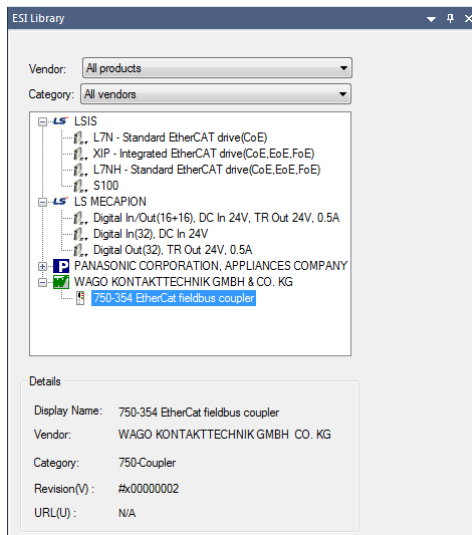 ESI Library
Vendor: All products
Category: All vendors
LS LSIS
L7N - Standard EtherCAT drive(CoE)
XIP - Integrated EtherCAT drive(CoE,EoE,FoE)
L7NH - Standard EtherCAT drive(CoE,EoE,FoE)
S100
LS LS MECAPION
Digital In/Out(16+16), DC In 24V, TR Out 24V, 0.5A
Digital In(32), DC In 24V
Digital Out(32), TR Out 24V, 0.5A
P PANASONIC CORPORATION, APPLIANCES COMPANY
W WAGO KONTAKTTECHNIK GMBH & CO. KG
750-354 EtherCat fieldbus coupler
Details
Display Name: 750-354 EtherCat fieldbus coupler
Vendor: WAGO KONTAKTTECHNIK GMBH CO. KG
Category: 750-Coupler
Revision(V) : #x00000002
URL(U) : N/A